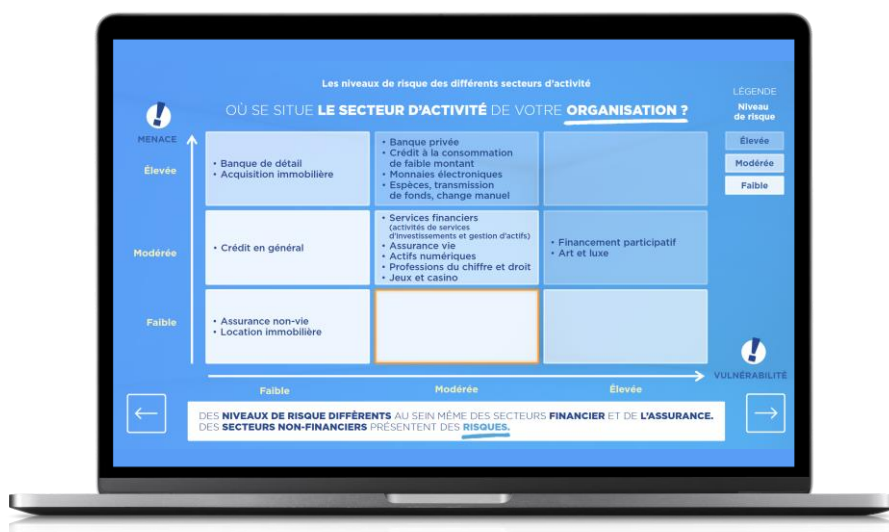 Les niveaux de risque des différents secteurs d'activité
OÙ SE SITUE LE SECTEUR D'ACTIVITÉ DE VOTRE ORGANISATION ?
LÉGENDE
Niveau
de risque
Élevée
Modérée
Faible
MENACE
Élevée
• Banque de détail
• Acquisition immobilière
• Banque privée
• Crédit à la consommation
de faible montant
• Monnaies électroniques
• Espèces, transmission
de fonds, change manuel
Modérée
• Crédit en général
• Services financiers
(activités de services
d'investissements et gestion d'actifs)
• Assurance vie
• Actifs numériques
• Professions du chiffre et droit
• Jeux et casino
• Financement participatif
• Art et luxe
Faible
• Assurance non-vie
• Location immobilière
VULNÉRABILITÉ
Faible
Modérée
Élevée
DES NIVEAUX DE RISQUE DIFFÉRENTS AU SEIN MÊME DES SECTEURS FINANCIER ET DE L'ASSURANCE.
DES SECTEURS NON-FINANCIERS PRÉSENTENT DES RISQUES.